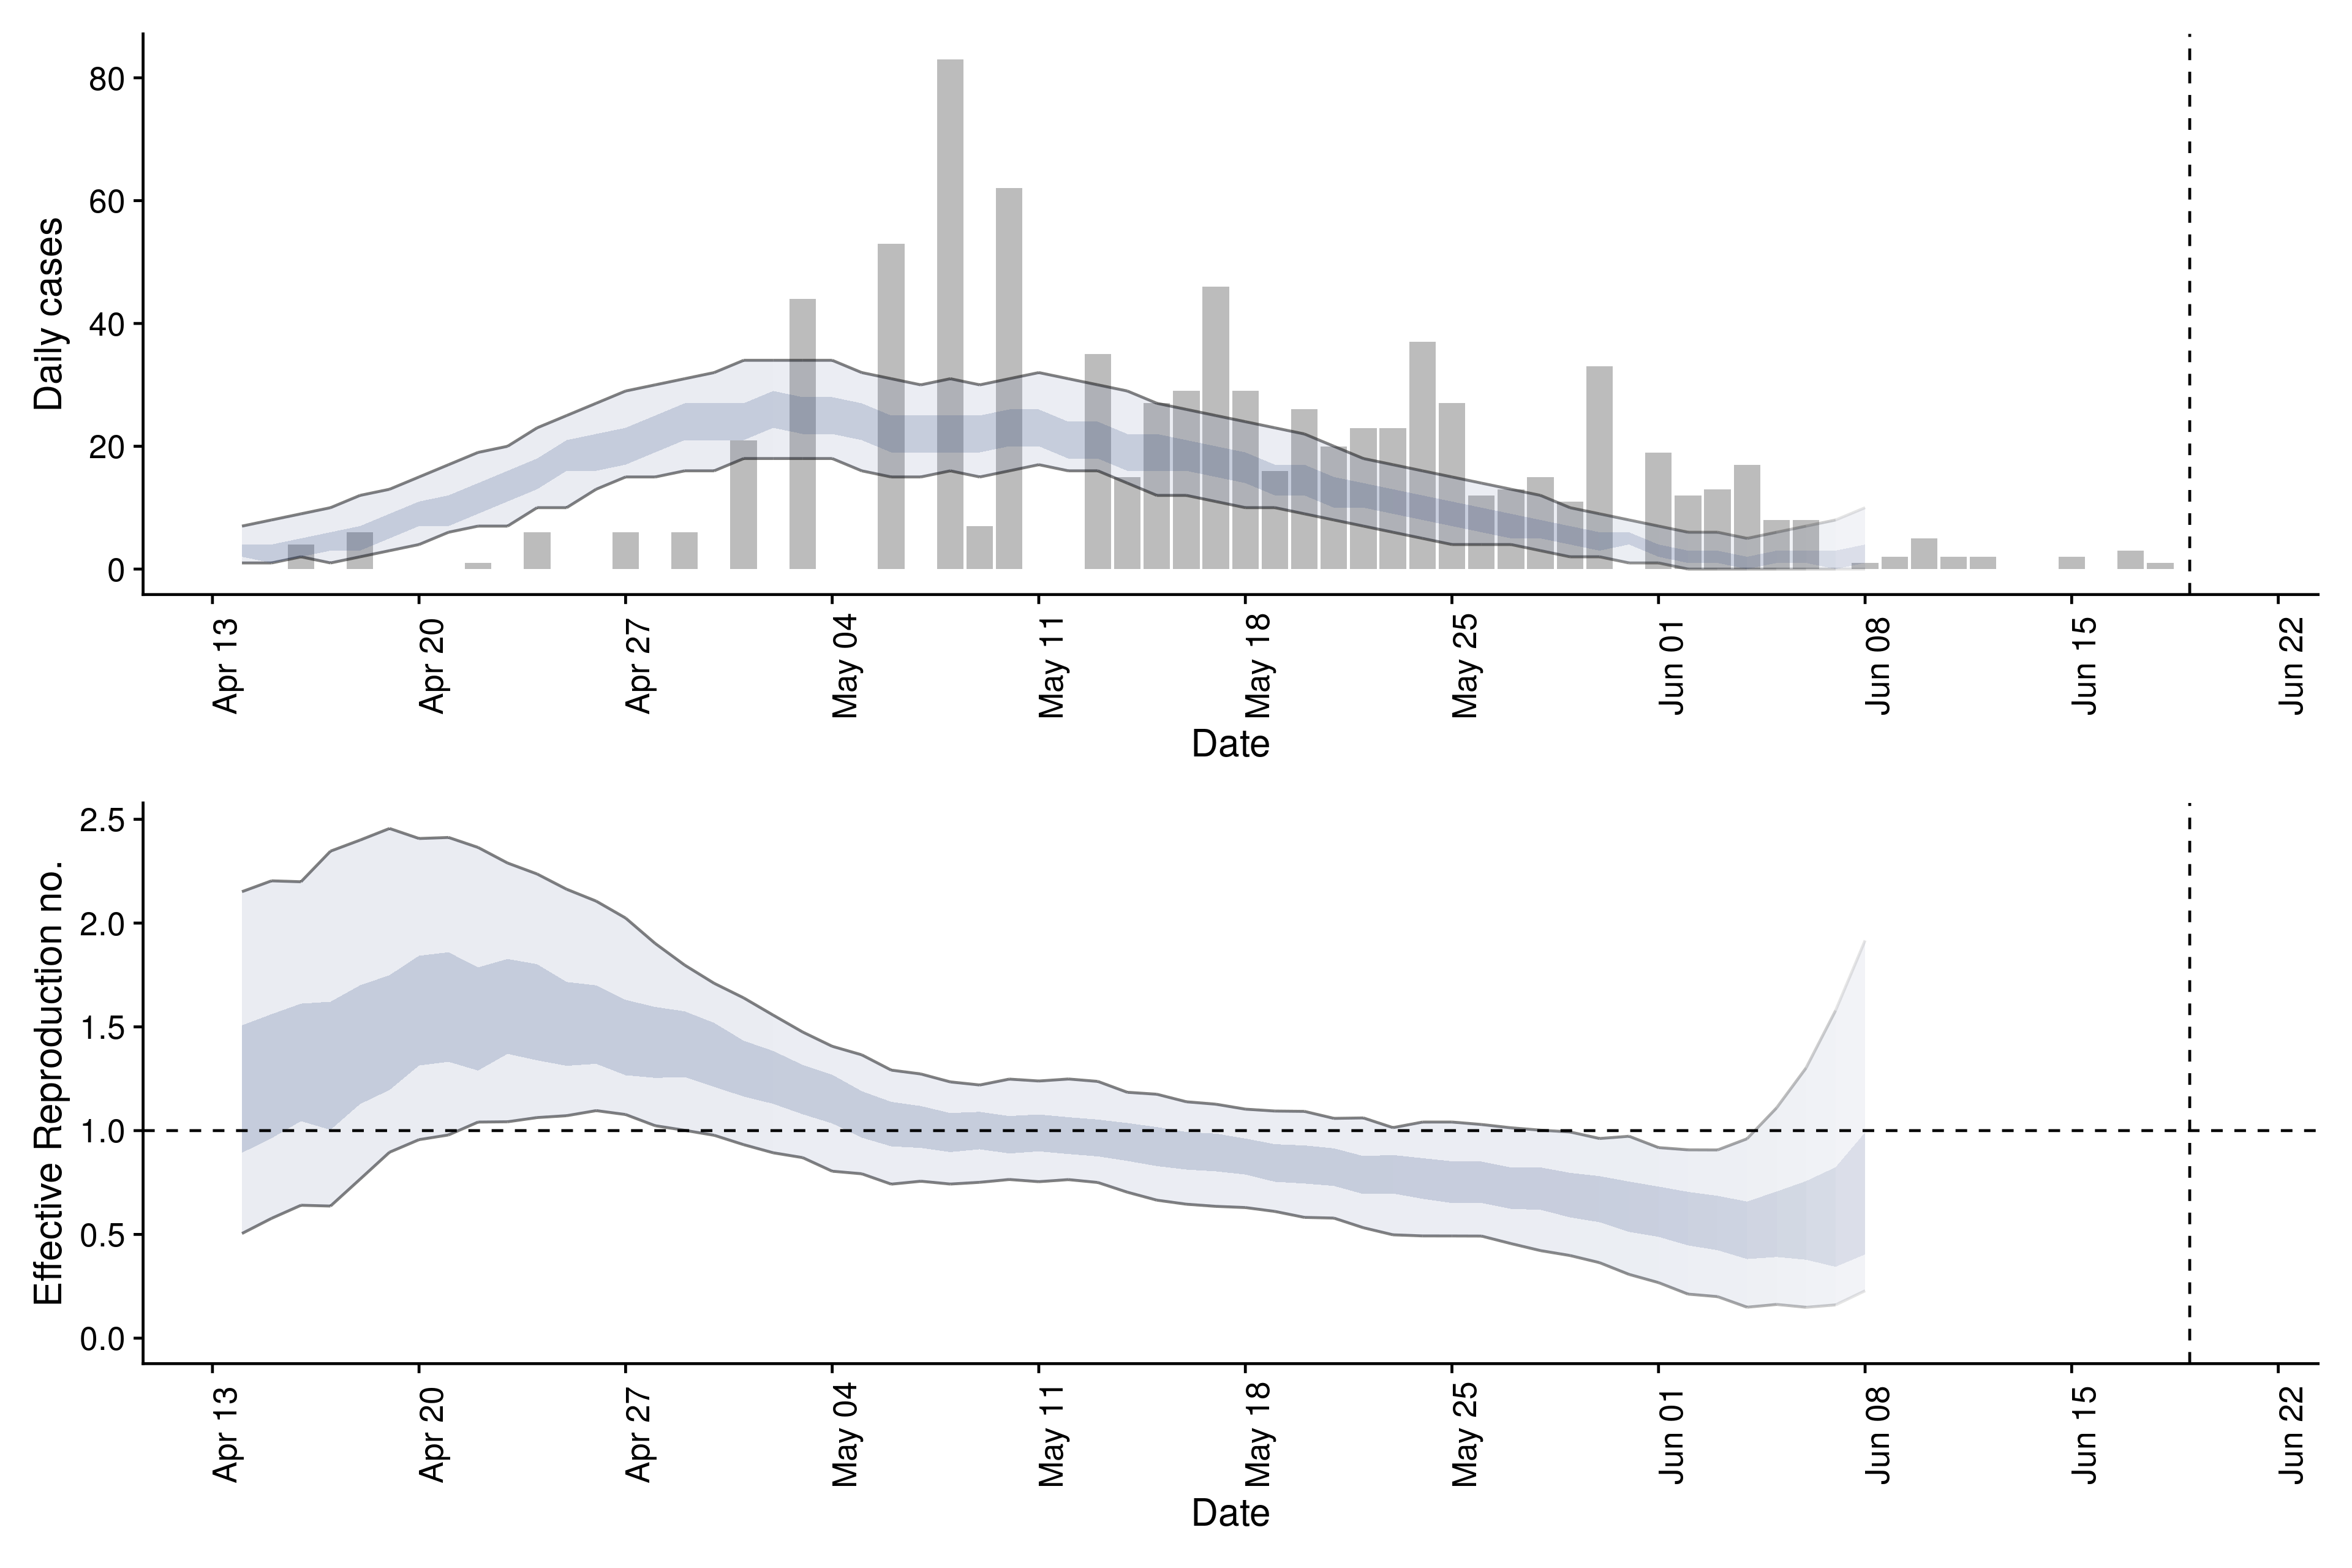 Daily cases
80
60
40
20
0
Apr 13
Apr 20
Apr 27
May 04
May 11
May 18
May 25
Jun 01
Jun 08
Jun 15
Jun 22
Date
Effective Reproduction no.
2.5
2.0
1.5
1.0
0.5
0.0
Apr 13
Apr 20
Apr 27
May 04
May 11
May 18
May 25
Jun 01
Jun 08
Jun 15
Jun 22
Date